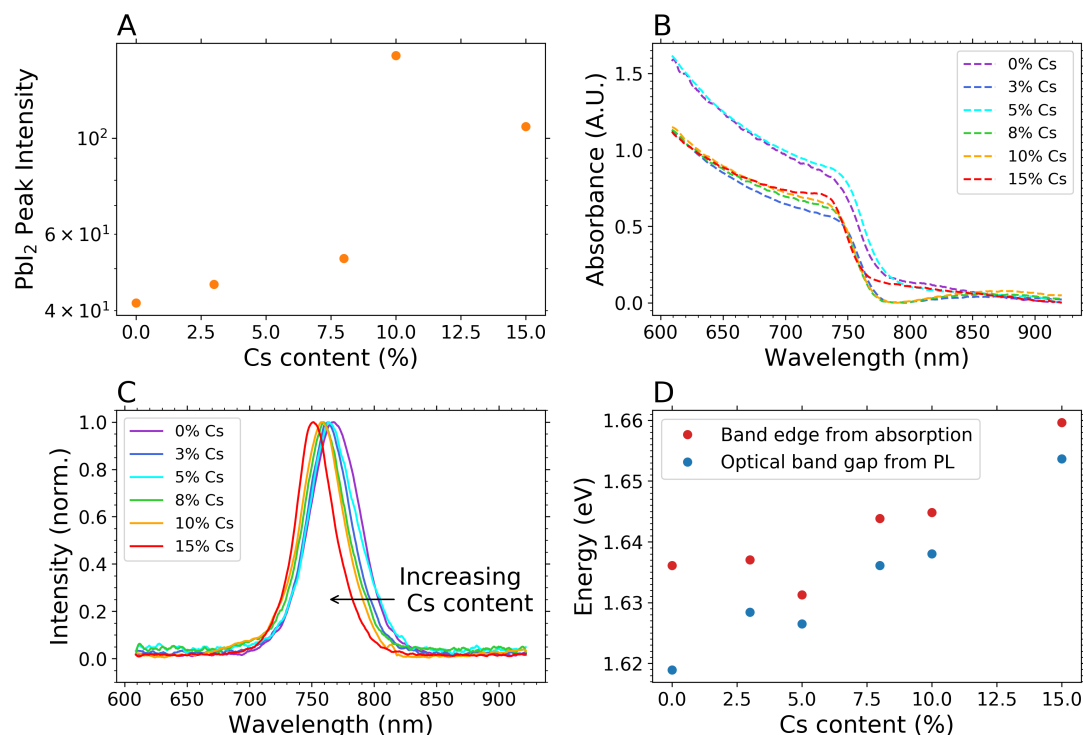 A
PbI₂ Peak Intensity
10²
6 × 10¹
4 × 10¹
0.0 2.5 5.0 7.5 10.0 12.5 15.0
Cs content (%)
B
Absorbance (A.U.)
1.5
1.0
0.5
0.0
0% Cs
3% Cs
5% Cs
8% Cs
10% Cs
15% Cs
600 650 700 750 800 850 900
Wavelength (nm)
C
Intensity (norm.)
1.0
0.8
0.6
0.4
0.2
0.0
0% Cs
3% Cs
5% Cs
8% Cs
10% Cs
15% Cs
Increasing
Cs content
600 650 700 750 800 850 900
Wavelength (nm)
D
Energy (eV)
1.66
1.65
1.64
1.63
1.62
Band edge from absorption
Optical band gap from PL
0.0 2.5 5.0 7.5 10.0 12.5 15.0
Cs content (%)